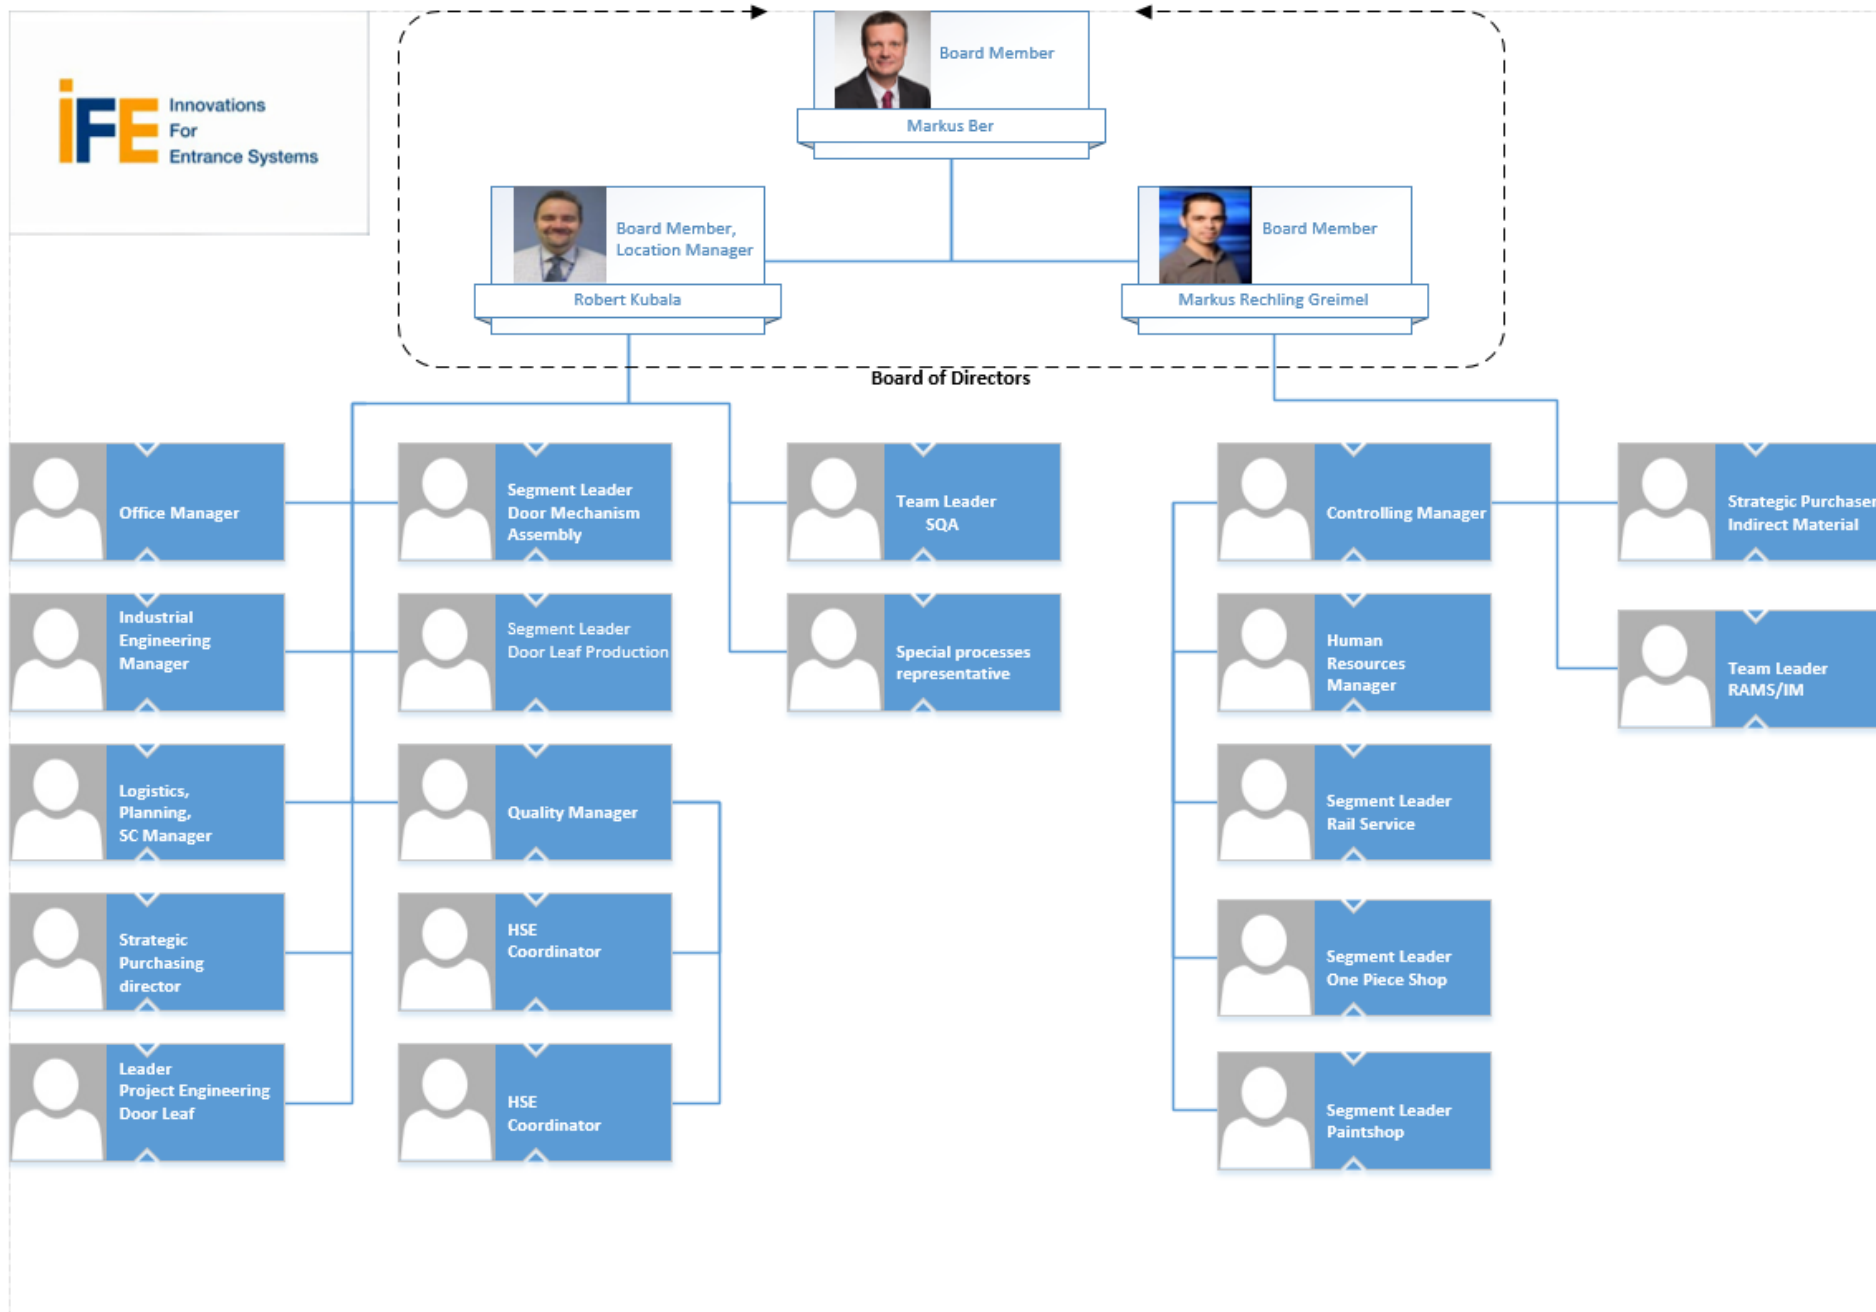 iFE
Innovations
For
Entrance Systems
Board Member
Markus Ber
Board Member,
Location Manager
Robert Kubala
Board Member
Markus Rechling Greimel
Board of Directors
Office Manager
Segment Leader
Door Mechanism
Assembly
Team Leader
SQA
Controlling Manager
Strategic Purchaser
Indirect Material
Industrial
Engineering
Manager
Segment Leader
Door Leaf Production
Special processes
representative
Human
Resources
Manager
Team Leader
RAMS/IM
Logistics,
Planning,
SC Manager
Quality Manager
Segment Leader
Rail Service
Strategic
Purchasing
director
HSE
Coordinator
Segment Leader
One Piece Shop
Leader
Project Engineering
Door Leaf
HSE
Coordinator
Segment Leader
Paintshop